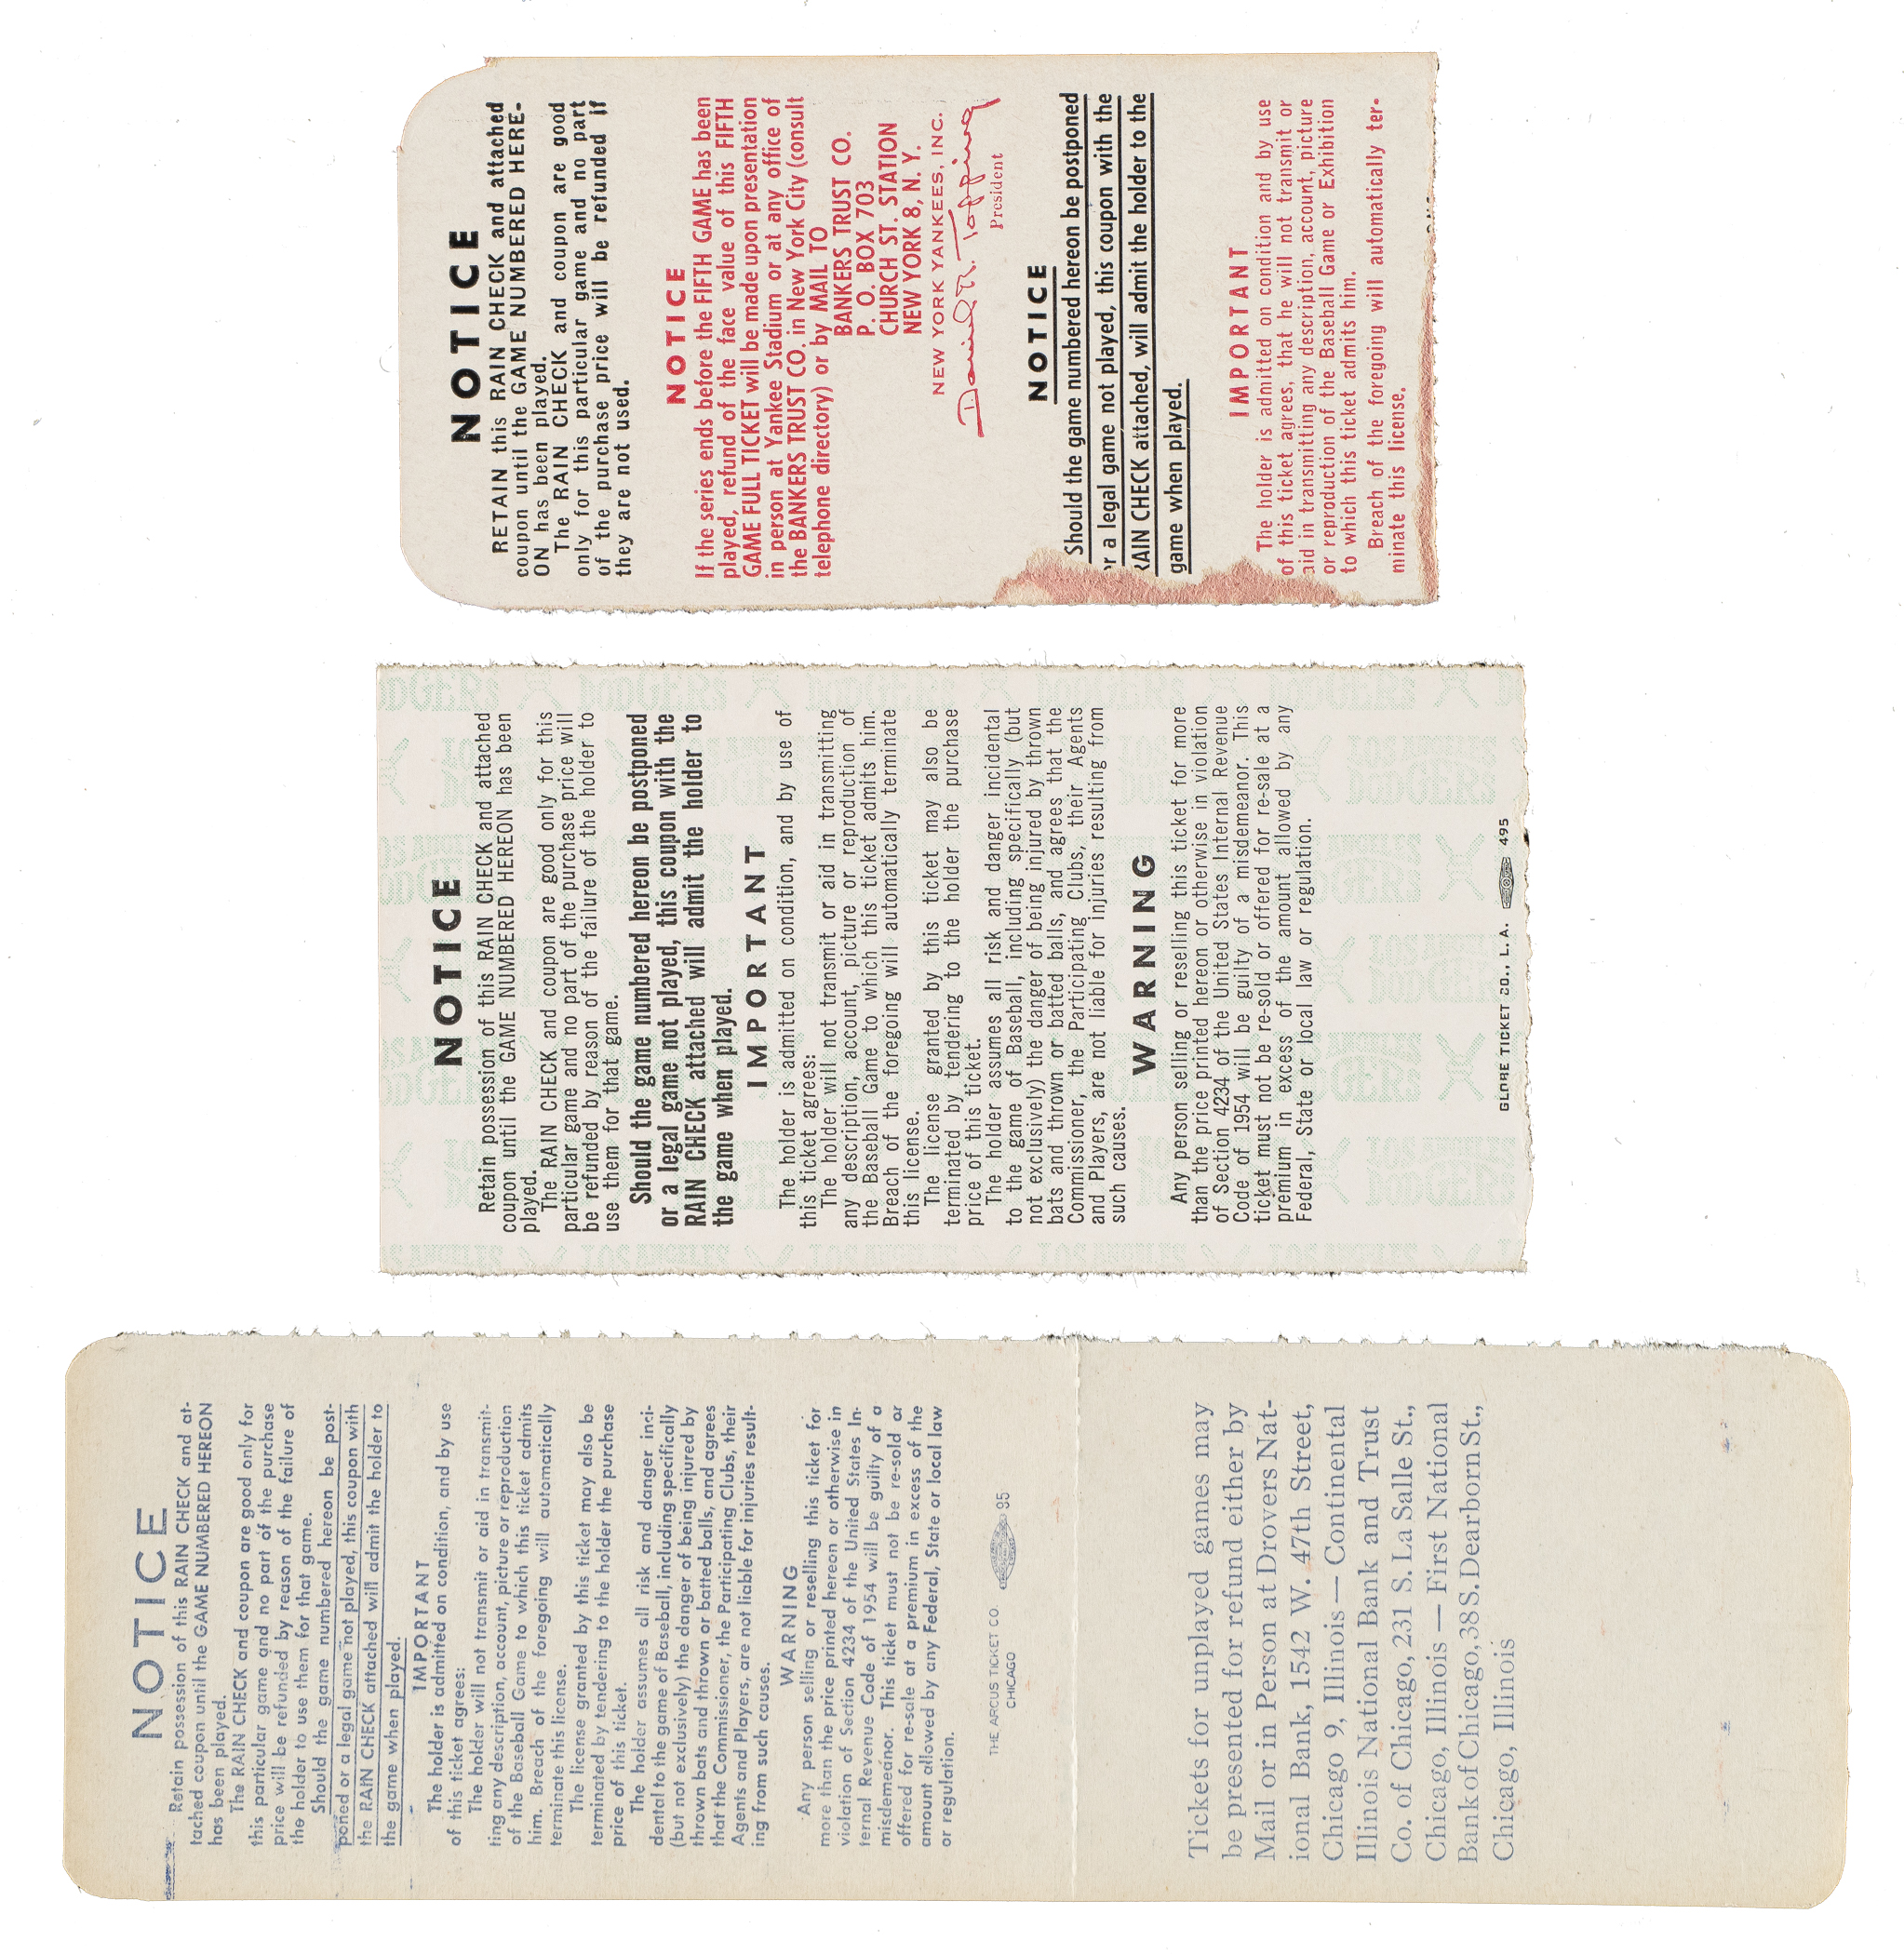 NOTICE
RETAIN this RAIN CHECK and attached
coupon until the GAME NUMBERED HERE-
ON has been played.
The RAIN CHECK and coupon are good
only for this particular game and no part
of the purchase price will be refunded if
they are not used.
NOTICE
If the series ends before the FIFTH GAME has been
played, refund of the face value of this FIFTH
GAME FULL TICKET will be made upon presentation
in person at Yankee Stadium or at any office of
the BANKERS TRUST CO. in New York City (consult
telephone directory) or by MAIL TO
BANKERS TRUST CO.
P. O. BOX 703
CHURCH ST. STATION
NEW YORK 8, N. Y.
NEW YORK YANKEES, INC.
Daniel R. Topping
President
NOTICE
Should the game numbered hereon be postponed
r a legal game not played, this coupon with the
RAIN CHECK attached, will admit the holder to the
game when played.
IMPORTANT
The holder is admitted on condition and by use
of this ticket agrees, that he will not transmit or
aid in transmitting any description, account, picture
or reproduction of the Baseball Game or Exhibition
to which this ticket admits him.
Breach of the foregoing will automatically ter-
minate this license.
NOTICE
Retain possession of this RAIN CHECK and attached
coupon until the GAME NUMBERED HEREON has been
played.
The RAIN CHECK and coupon are good only for this
particular game and no part of the purchase price will
be refunded by reason of the failure of the holder to
use them for that game.
Should the game numbered hereon be postponed
or a legal game not played, this coupon with the
RAIN CHECK attached will admit the holder to
the game when played.
IMPORTANT
The holder is admitted on condition, and by use of
this ticket agrees:
The holder will not transmit or aid in transmitting
any description, account, picture or reproduction of
the Baseball Game to which this ticket admits him.
Breach of the foregoing will automatically terminate
this license.
The license granted by this ticket may also be
terminated by tendering to the holder the purchase
price of this ticket.
The holder assumes all risk and danger incidental
to the game of Baseball, including specifically (but
not exclusively) the danger of being injured by thrown
bats and thrown or batted balls, and agrees that the
Commissioner, the Participating Clubs, their Agents
and Players, are not liable for injuries resulting from
such causes.
WARNING
Any person selling or reselling this ticket for more
than the price printed hereon or otherwise in violation
of Section 4234 of the United States Internal Revenue
Code of 1954 will be guilty of a misdemeanor. This
ticket must not be re-sold or offered for re-sale at a
premium in excess of the amount allowed by any
Federal, State or local law or regulation.
GLOBE TICKET CO., L. A. 495
NOTICE
Retain possession of this RAIN CHECK and at-
tached coupon until the GAME NUMBERED HEREON
has been played.
The RAIN CHECK and coupon are good only for
this particular game and no part of the purchase
price will be refunded by reason of the failure of
the holder to use them for that game.
Should the game numbered hereon be post-
poned or a legal game not played, this coupon with
the RAIN CHECK attached will admit the holder to
the game when played.
IMPORTANT
The holder is admitted on condition, and by use
of this ticket agrees:
The holder will not transmit or aid in transmit-
ting any description, account, picture or reproduction
of the Baseball Game to which this ticket admits
him. Breach of the foregoing will automatically
terminate this license.
The license granted by this ticket may also be
terminated by tendering to the holder the purchase
price of this ticket.
The holder assumes all risk and danger inci-
dental to the game of Baseball, including specifically
(but not exclusively) the danger of being injured by
thrown bats and thrown or batted balls, and agrees
that the Commissioner, the Participating Clubs, their
Agents and Players, are not liable for injuries result-
ing from such causes.
WARNING
Any person selling or reselling this ticket for
more than the price printed hereon or otherwise in
violation of Section 4234 of the United States In-
ternal Revenue Code of 1954 will be guilty of a
misdemeanor. This ticket must not be re-sold or
offered for re-sale at a premium in excess of the
amount allowed by any Federal, State or local law
or regulation.
THE ARCUS TICKET CO. 95
CHICAGO
Tickets for unplayed games may
be presented for refund either by
Mail or in Person at Drovers Nat-
ional Bank, 1542 W. 47th Street,
Chicago 9, Illinois — Continental
Illinois National Bank and Trust
Co. of Chicago, 231 S. La Salle St.,
Chicago, Illinois — First National
Bank of Chicago, 38 S. Dearborn St.,
Chicago, Illinois